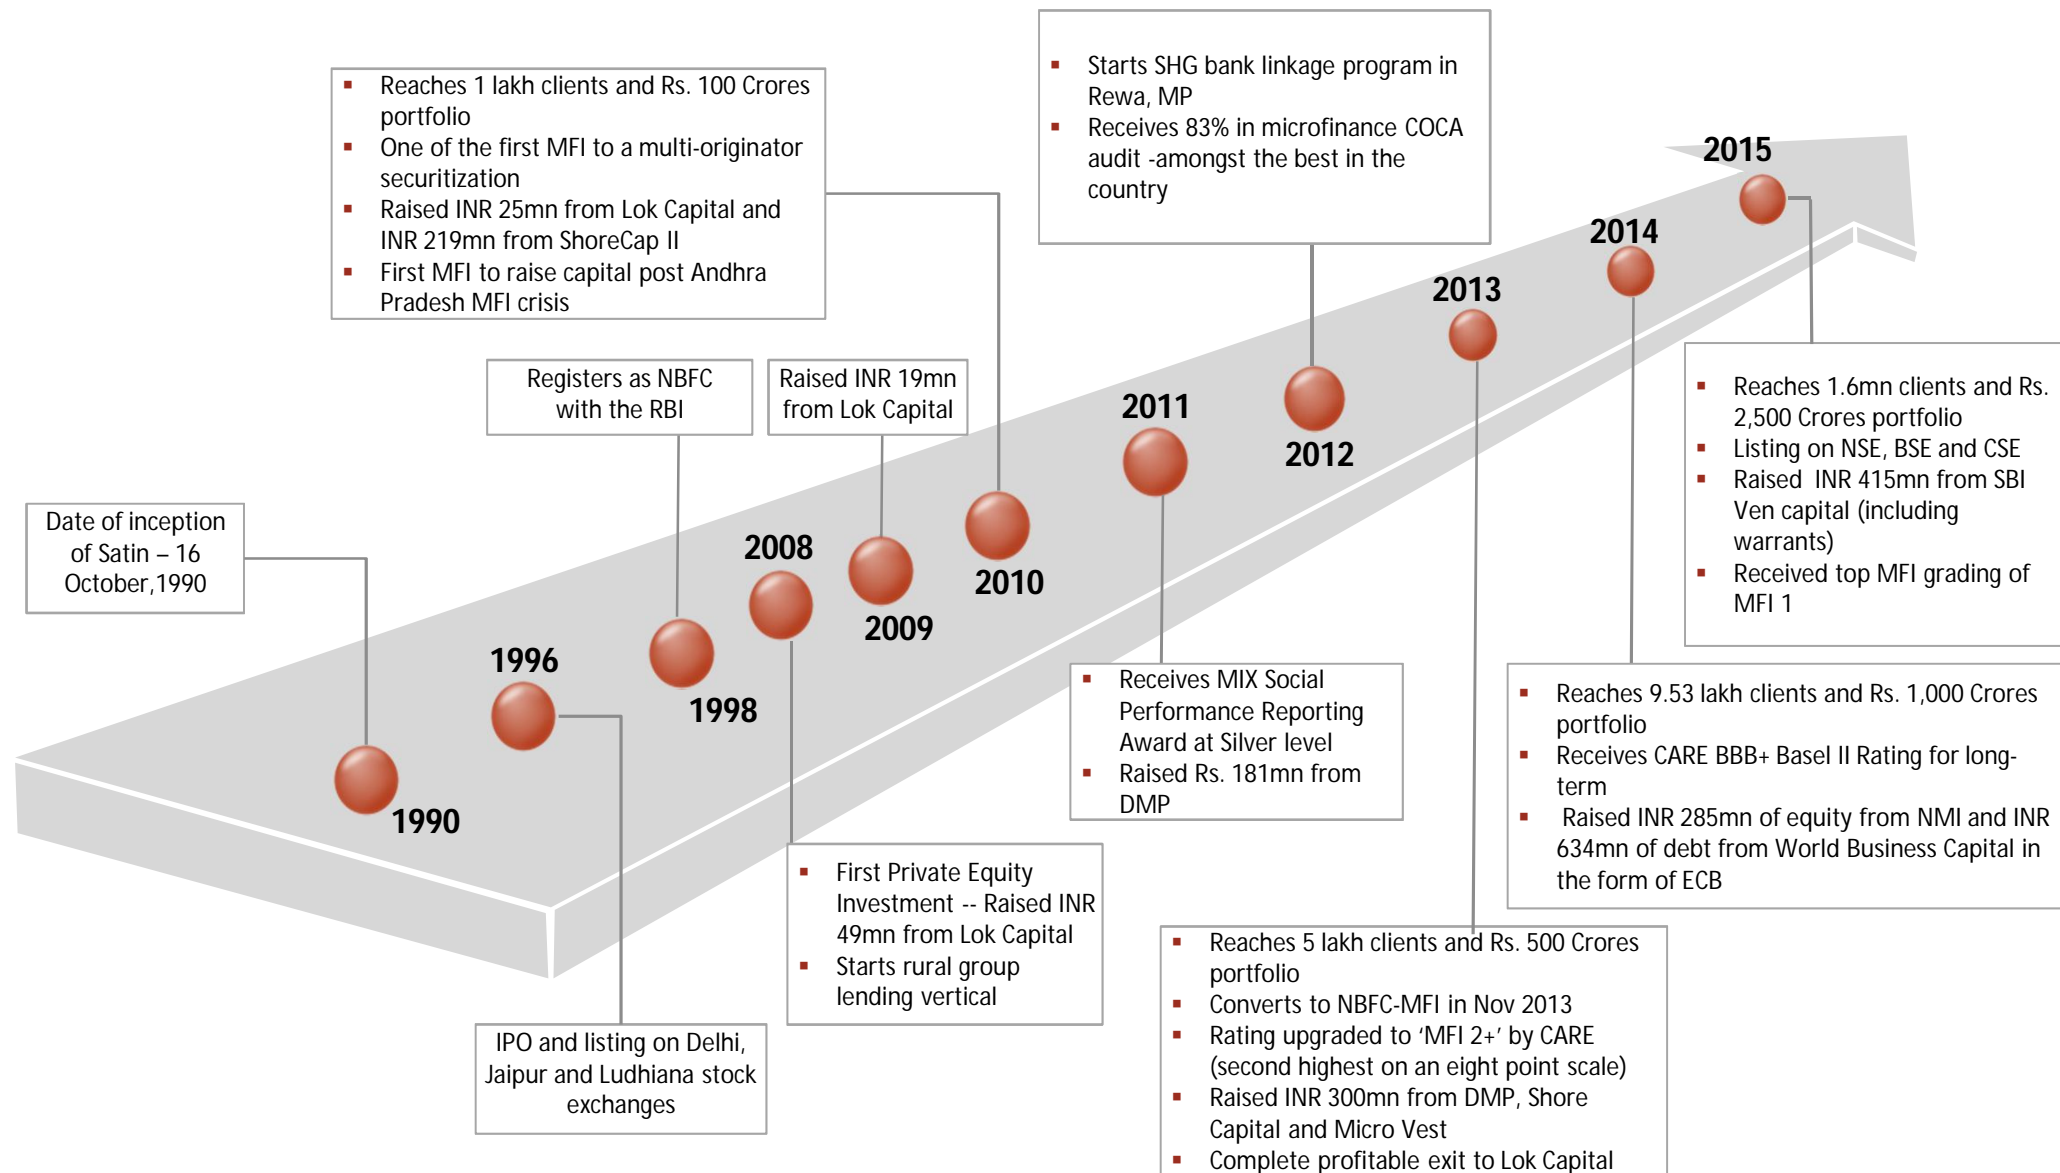 Date of inception
of Satin – 16
October,1990
1990
1996
IPO and listing on Delhi,
Jaipur and Ludhiana stock
exchanges
Registers as NBFC
with the RBI
1998
2008
▪ First Private Equity
Investment -- Raised INR
49mn from Lok Capital
▪ Starts rural group
lending vertical
Raised INR 19mn
from Lok Capital
2009
▪ Reaches 1 lakh clients and Rs. 100 Crores
portfolio
▪ One of the first MFI to a multi-originator
securitization
▪ Raised INR 25mn from Lok Capital and
INR 219mn from ShoreCap II
▪ First MFI to raise capital post Andhra
Pradesh MFI crisis
2010
2011
▪ Receives MIX Social
Performance Reporting
Award at Silver level
▪ Raised Rs. 181mn from
DMP
▪ Starts SHG bank linkage program in
Rewa, MP
▪ Receives 83% in microfinance COCA
audit -amongst the best in the
country
2012
2013
▪ Reaches 5 lakh clients and Rs. 500 Crores
portfolio
▪ Converts to NBFC-MFI in Nov 2013
▪ Rating upgraded to ‘MFI 2+’ by CARE
(second highest on an eight point scale)
▪ Raised INR 300mn from DMP, Shore
Capital and Micro Vest
▪ Complete profitable exit to Lok Capital
2014
▪ Reaches 9.53 lakh clients and Rs. 1,000 Crores
portfolio
▪ Receives CARE BBB+ Basel II Rating for long-
term
▪ Raised INR 285mn of equity from NMI and INR
634mn of debt from World Business Capital in
the form of ECB
2015
▪ Reaches 1.6mn clients and Rs.
2,500 Crores portfolio
▪ Listing on NSE, BSE and CSE
▪ Raised INR 415mn from SBI
Ven capital (including
warrants)
▪ Received top MFI grading of
MFI 1